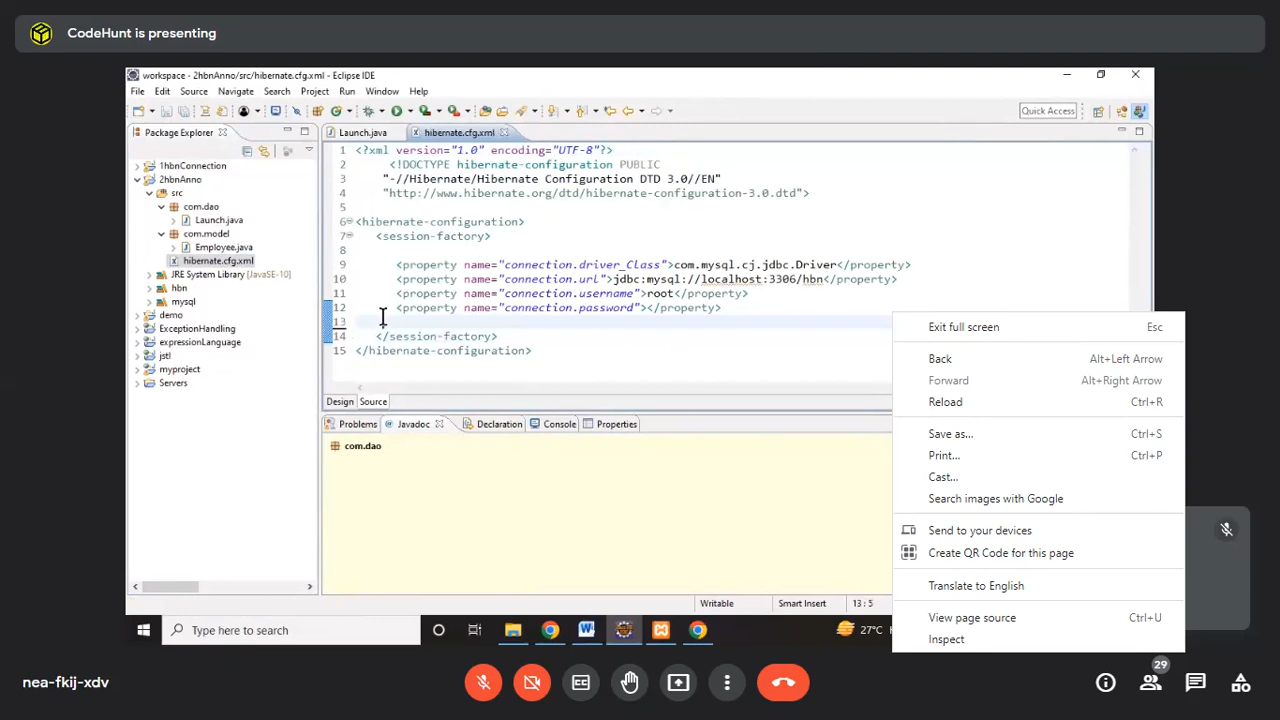 CodeHunt is presenting
workspace - 2hbnAnno/src/hibernate.cfg.xml - Eclipse IDE
File Edit Source Navigate Search Project Run Window Help
Quick Access
Package Explorer
Launch.java
hibernate.cfg.xml
1hbnConnection
2hbnAnno
src
com.dao
Launch.java
com.model
Employee.java
hibernate.cfg.xml
JRE System Library [JavaSE-10]
hbn
mysql
demo
ExceptionHandling
expressionLanguage
jstl
myproject
Servers
1 <?xml version="1.0" encoding="UTF-8"?>
2 <!DOCTYPE hibernate-configuration PUBLIC
3 "-//Hibernate/Hibernate Configuration DTD 3.0//EN"
4 "http://www.hibernate.org/dtd/hibernate-configuration-3.0.dtd">
5
6 <hibernate-configuration>
7 <session-factory>
8
9 <property name="connection.driver_Class">com.mysql.cj.jdbc.Driver</property>
10 <property name="connection.url">jdbc:mysql://localhost:3306/hbn</property>
11 <property name="connection.username">root</property>
12 <property name="connection.password"></property>
13
14 </session-factory>
15 </hibernate-configuration>
Design Source
Problems Javadoc Declaration Console Properties
com.dao
Writable Smart Insert 13 : 5
Exit full screen Esc
Back Alt+Left Arrow
Forward Alt+Right Arrow
Reload Ctrl+R
Save as... Ctrl+S
Print... Ctrl+P
Cast...
Search images with Google
Send to your devices
Create QR Code for this page
Translate to English
View page source Ctrl+U
Inspect
Type here to search
27°C
nea-fkij-xdv
29